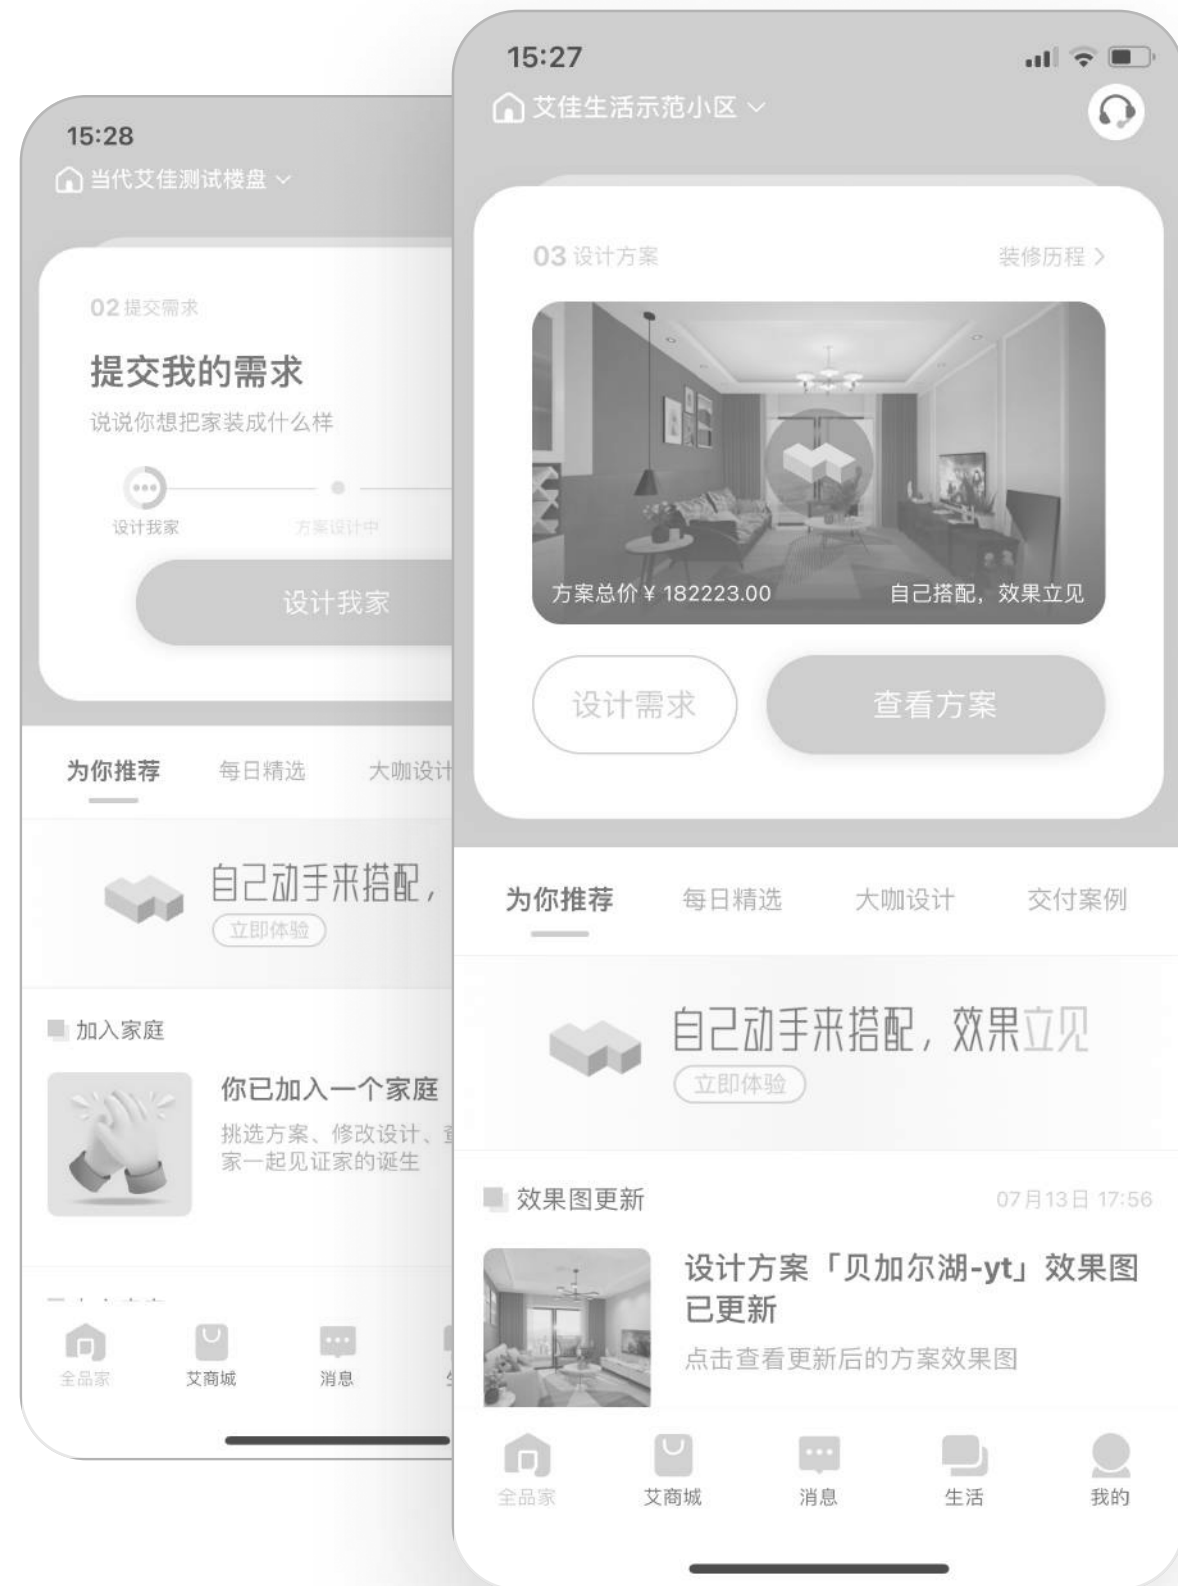 15:28
当代艾佳测试楼盘
02 提交需求
提交我的需求
说说你想把家装成什么样
设计我家
方案设计中
设计我家
为你推荐
每日精选
大咖设计
自己动手来搭配，
立即体验
加入家庭
你已加入一个家庭
挑选方案、修改设计、
家一起见证家的诞生
全品家
艾商城
消息
15:27
艾佳生活示范小区
03 设计方案
装修历程
方案总价¥ 182223.00
自己搭配，效果立见
设计需求
查看方案
为你推荐
每日精选
大咖设计
交付案例
自己动手来搭配，效果立见
立即体验
效果图更新
07月13日 17:56
设计方案「贝加尔湖-yt」效果图
已更新
点击查看更新后的方案效果图
全品家
艾商城
消息
生活
我的